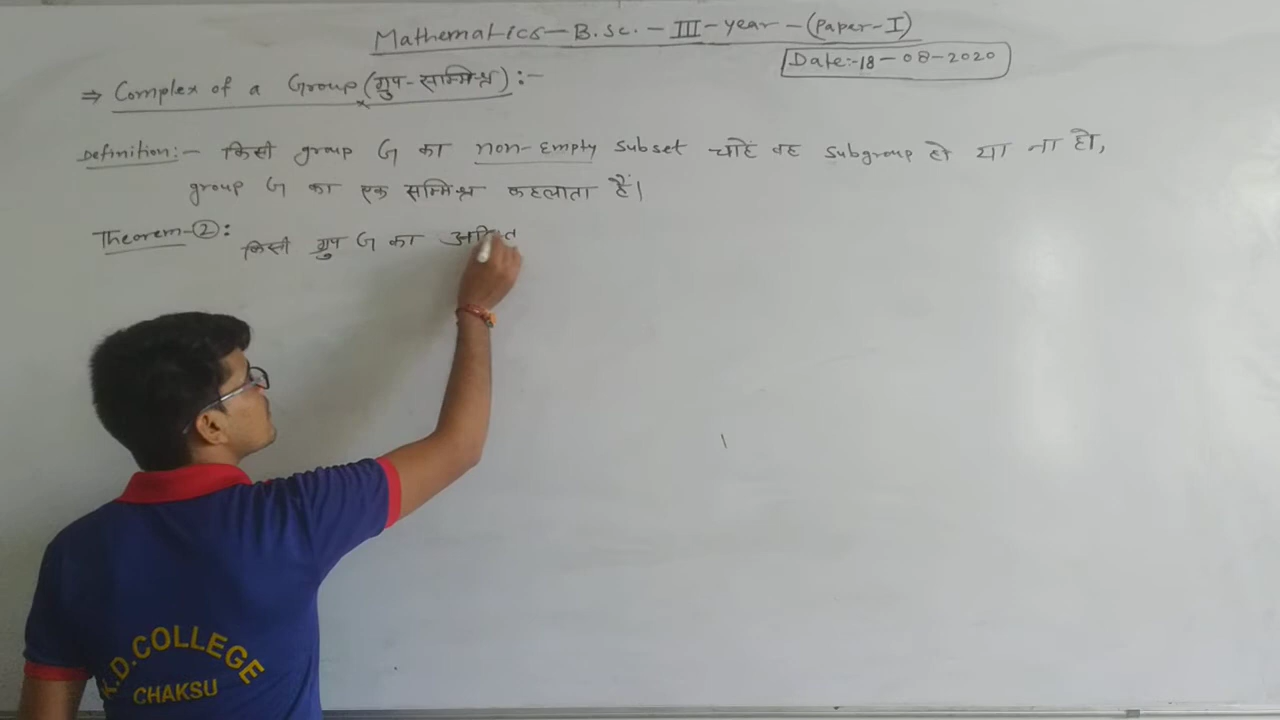 Mathematics-B.Sc.-III-year-(Paper-I)
Date:-18-08-2020
⇒ Complex of a Group (ग्रुप-सम्मिश्र):-
Definition:- किसी group G का non-Empty subset चाहे वह subgroup हो या ना हो,
group G का एक सम्मिश्र कहलाता हैं।
Theorem-②:
किसी ग्रुप G का
K.D.COLLEGE
CHAKSU